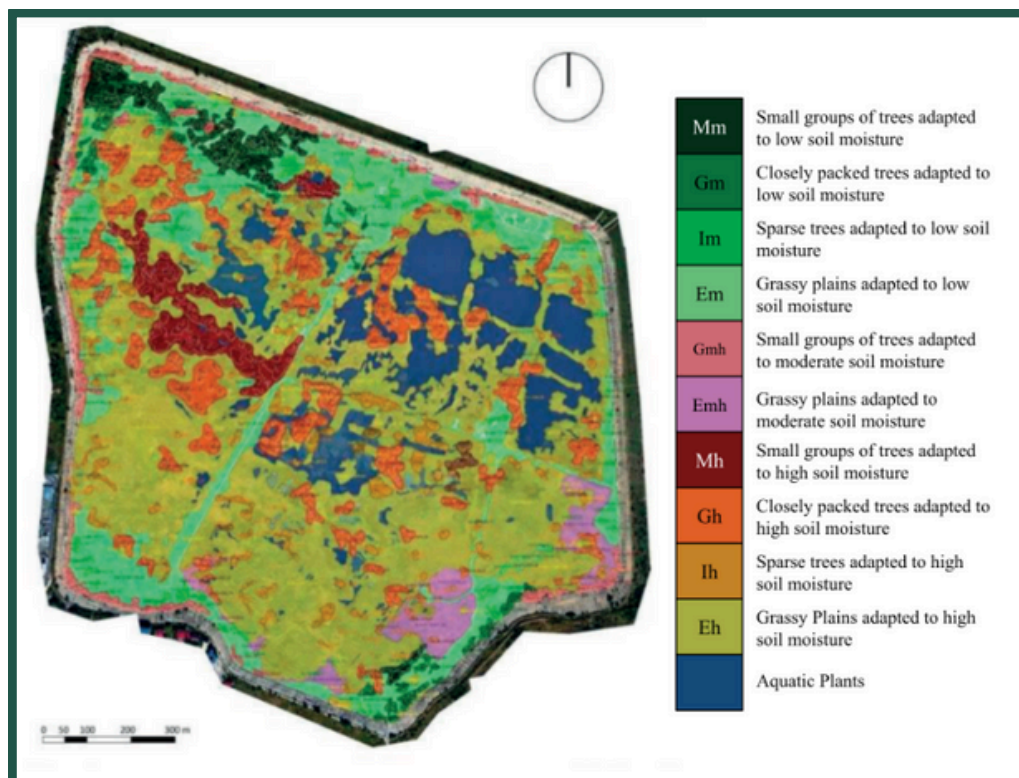 Mm
Small groups of trees adapted
to low soil moisture
Gm
Closely packed trees adapted to
low soil moisture
Im
Sparse trees adapted to low soil
moisture
Em
Grassy plains adapted to low
soil moisture
Gmh
Small groups of trees adapted
to moderate soil moisture
Emh
Grassy plains adapted to
moderate soil moisture
Mh
Small groups of trees adapted
to high soil moisture
Gh
Closely packed trees adapted to
high soil moisture
Ih
Sparse trees adapted to high
soil moisture
Eh
Grassy Plains adapted to high
soil moisture
Aquatic Plants
0 50 100 200 300 m